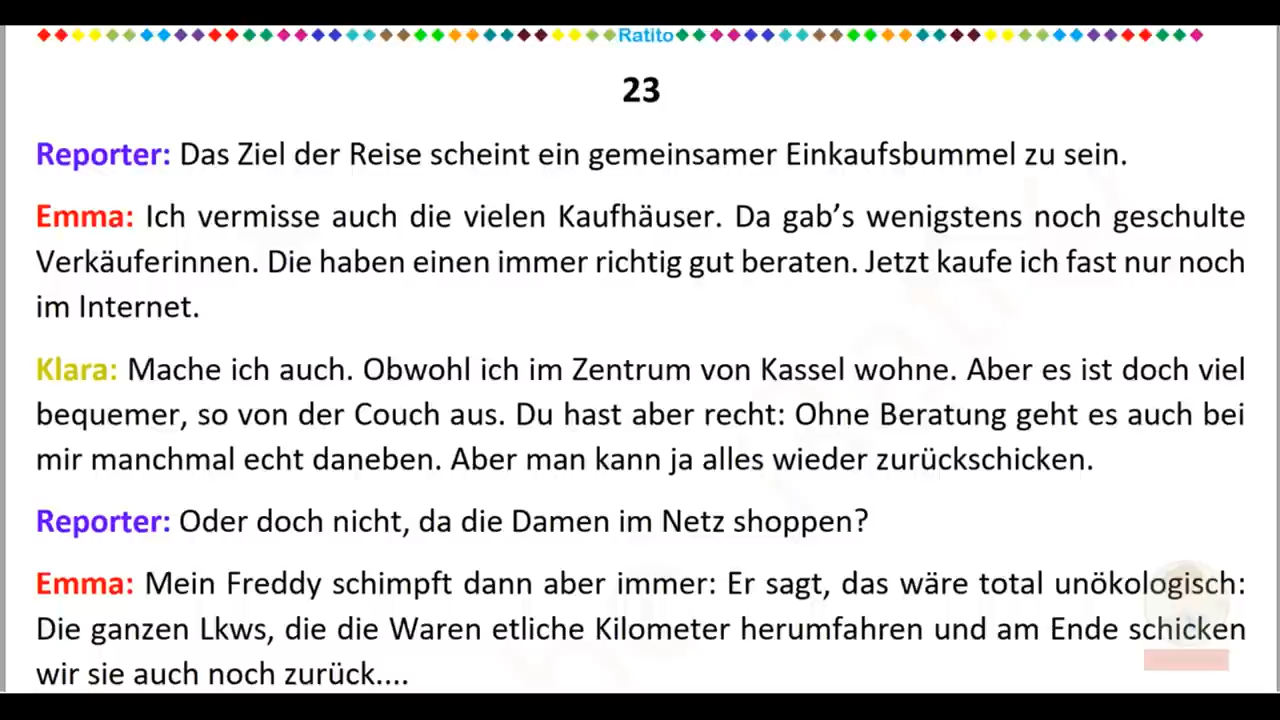 Ratito
23
Reporter: Das Ziel der Reise scheint ein gemeinsamer Einkaufsbummel zu sein.
Emma: Ich vermisse auch die vielen Kaufhäuser. Da gab’s wenigstens noch geschulte
Verkäuferinnen. Die haben einen immer richtig gut beraten. Jetzt kaufe ich fast nur noch
im Internet.
Klara: Mache ich auch. Obwohl ich im Zentrum von Kassel wohne. Aber es ist doch viel
bequemer, so von der Couch aus. Du hast aber recht: Ohne Beratung geht es auch bei
mir manchmal echt daneben. Aber man kann ja alles wieder zurückschicken.
Reporter: Oder doch nicht, da die Damen im Netz shoppen?
Emma: Mein Freddy schimpft dann aber immer: Er sagt, das wäre total unökologisch:
Die ganzen Lkws, die die Waren etliche Kilometer herumfahren und am Ende schicken
wir sie auch noch zurück....